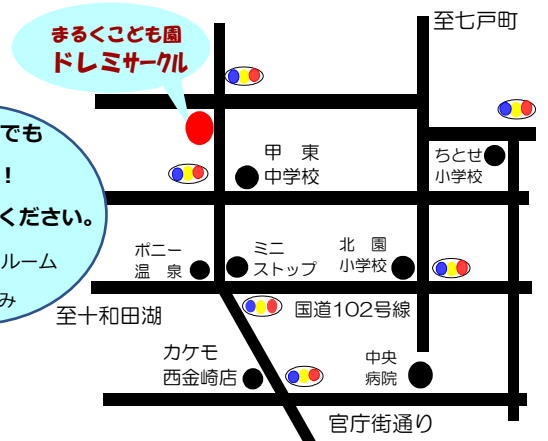 至七戸町
まるくこども園
ドレミサークル
でも
！
ください。
ルーム
み
甲 東
中学校
ちとせ
小学校
ポニー
温 泉
ミニ
ストップ
北 園
小学校
至十和田湖
国道102号線
カケモ
西金崎店
中央
病院
官庁街通り